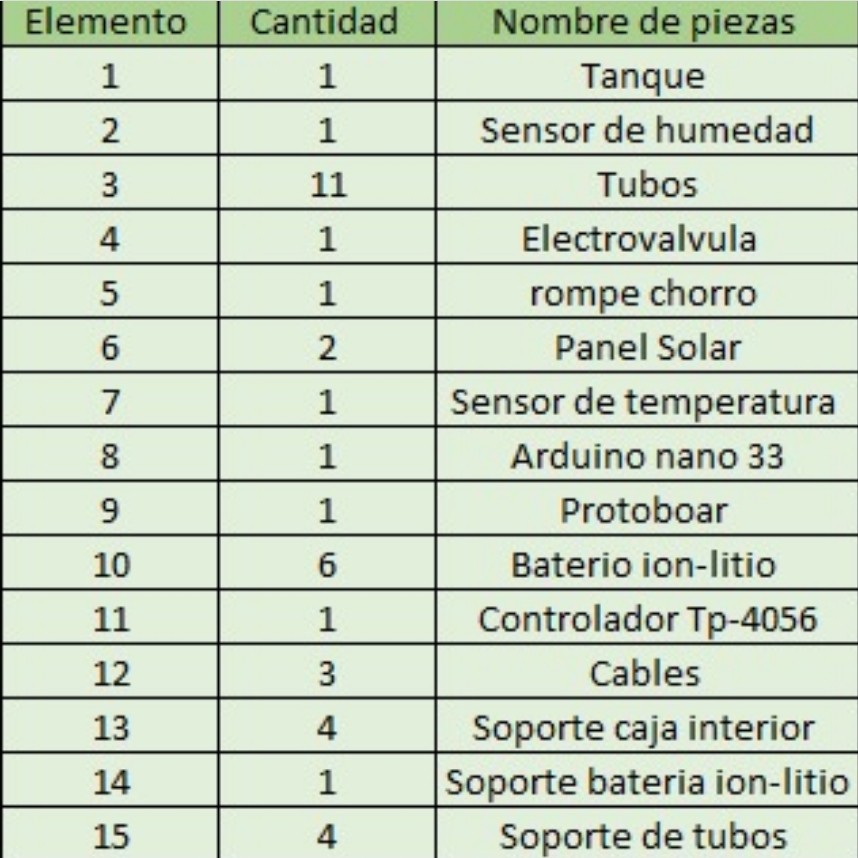 Elemento Cantidad Nombre de piezas
1 1 Tanque
2 1 Sensor de humedad
3 11 Tubos
4 1 Electrovalvula
5 1 rompe chorro
6 2 Panel Solar
7 1 Sensor de temperatura
8 1 Arduino nano 33
9 1 Protoboar
10 6 Baterio ion-litio
11 1 Controlador Tp-4056
12 3 Cables
13 4 Soporte caja interior
14 1 Soporte bateria ion-litio
15 4 Soporte de tubos